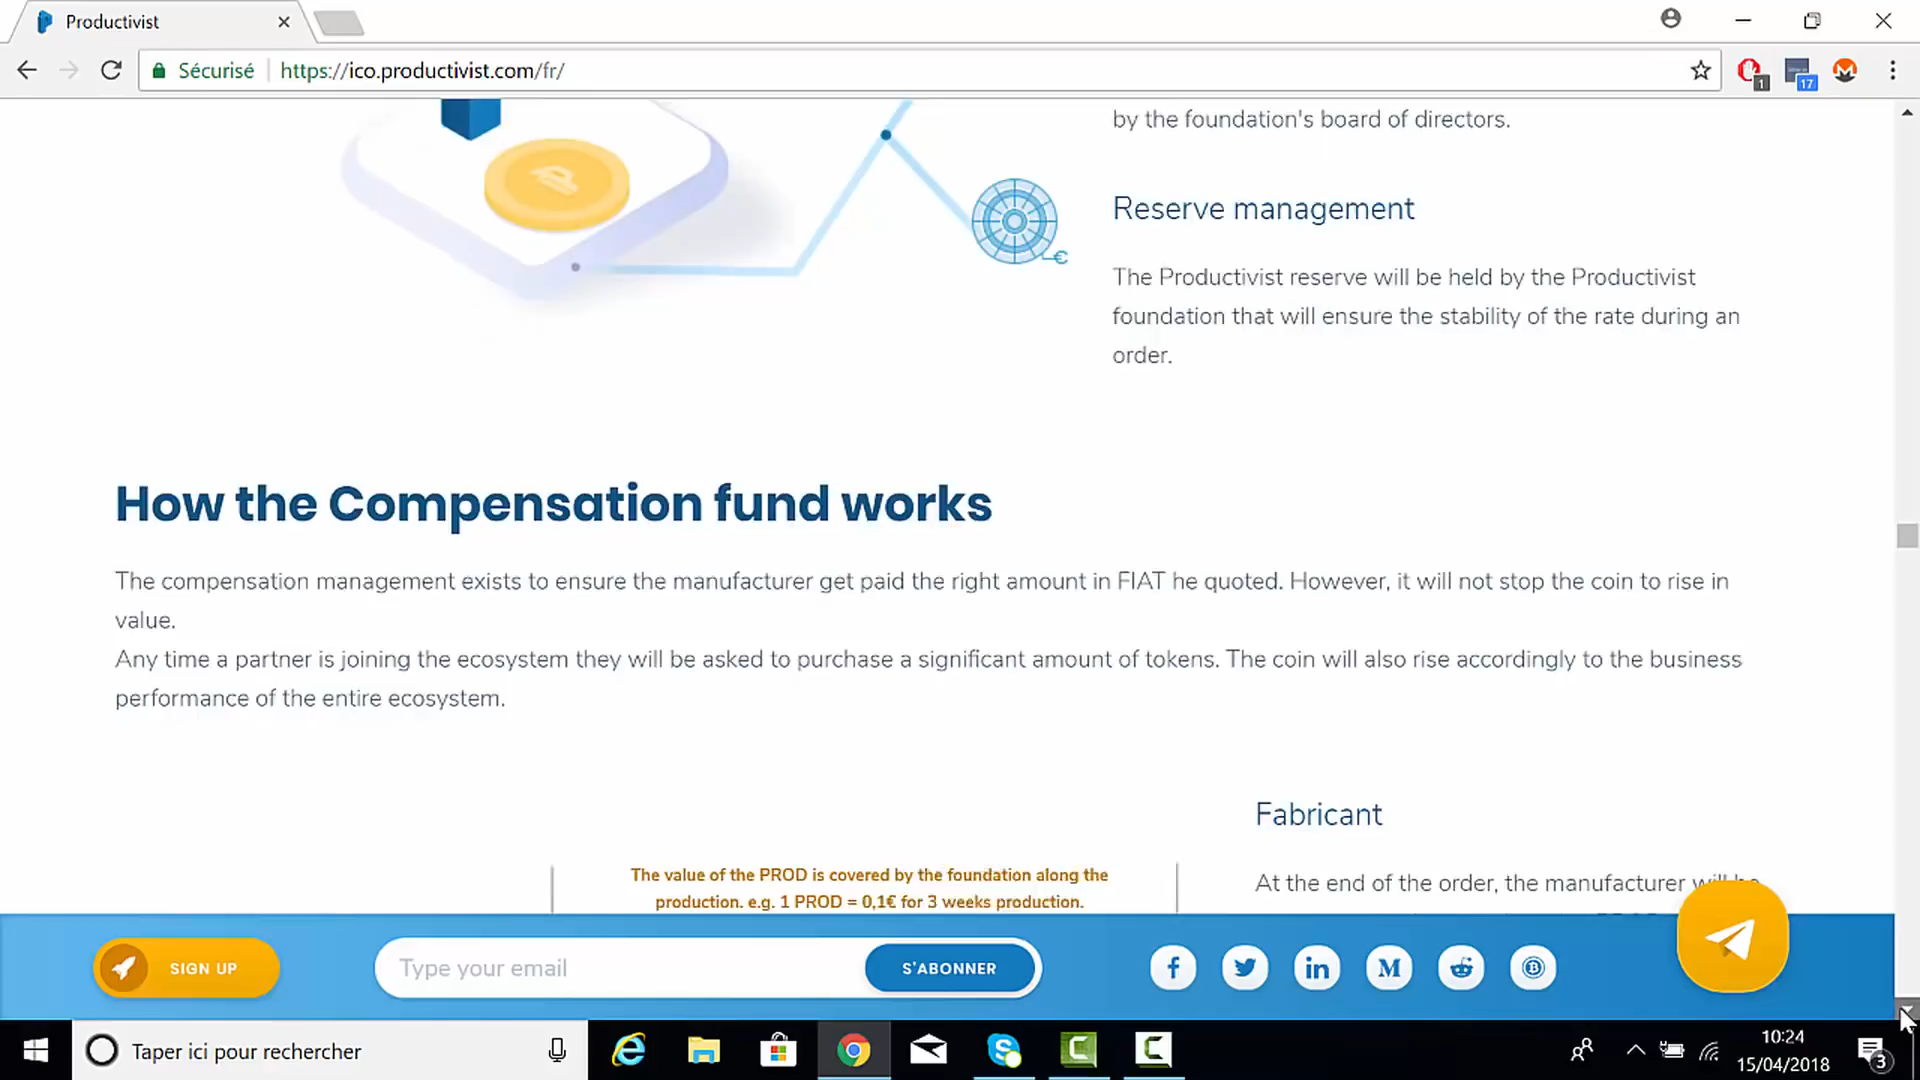 Productivist
Sécurisé
https://ico.productivist.com/fr/
1
17
by the foundation's board of directors.
Reserve management
The Productivist reserve will be held by the Productivist
foundation that will ensure the stability of the rate during an
order.
€
How the Compensation fund works
The compensation management exists to ensure the manufacturer get paid the right amount in FIAT he quoted. However, it will not stop the coin to rise in
value.
Any time a partner is joining the ecosystem they will be asked to purchase a significant amount of tokens. The coin will also rise accordingly to the business
performance of the entire ecosystem.
Fabricant
The value of the PROD is covered by the foundation along the
production. e.g. 1 PROD = 0,1€ for 3 weeks production.
At the end of the order, the manufacturer will be
SIGN UP
Type your email
S'ABONNER
Taper ici pour rechercher
10:24
15/04/2018
3